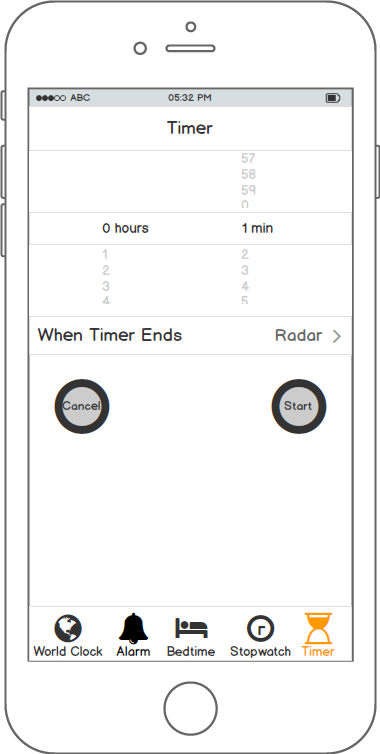 ABC 05:32 PM
Timer
57
58
59
0
0 hours 1 min
1 2
2 3
3 4
4 5
When Timer Ends Radar
Cancel Start
World Clock Alarm Bedtime Stopwatch Timer